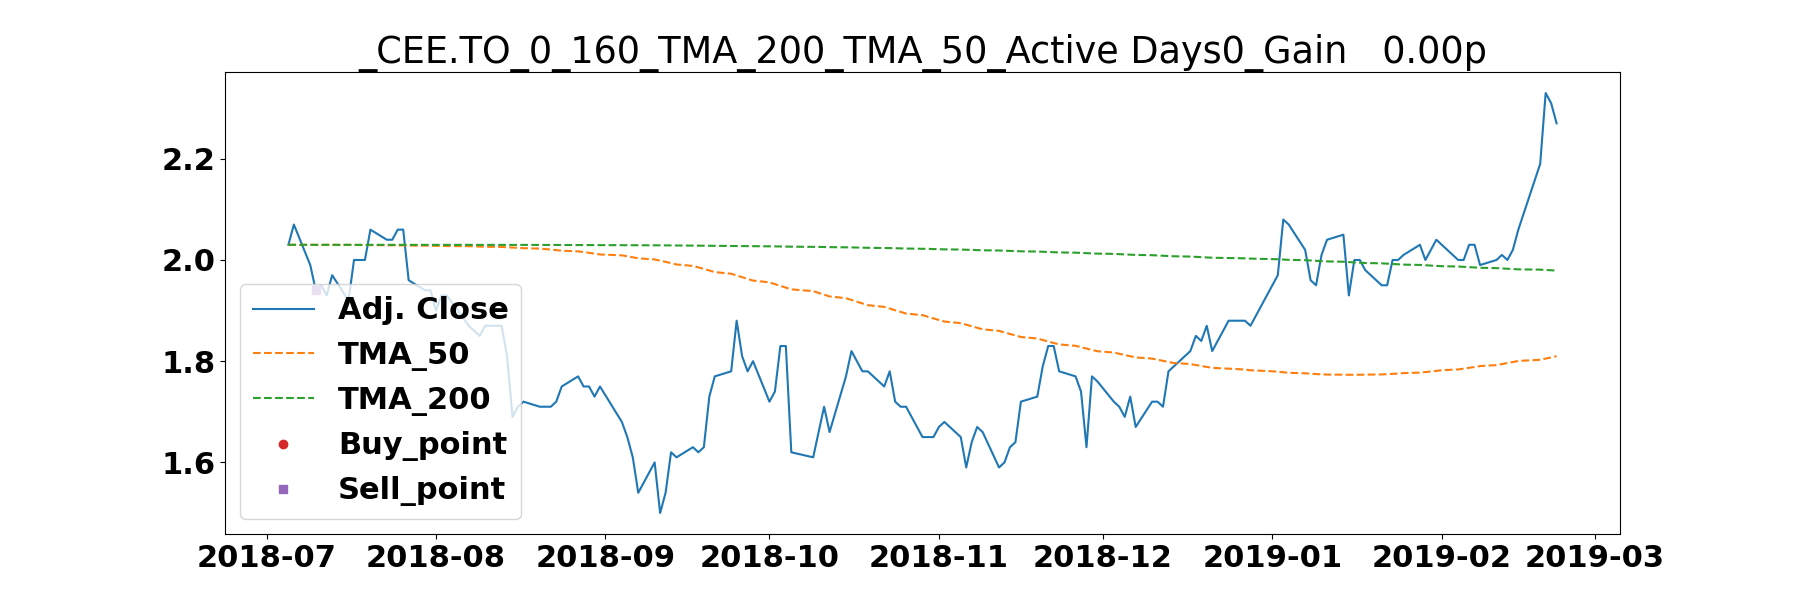 _CEE.TO_0_160_TMA_200_TMA_50_Active Days0_Gain   0.00p
2.2
2.0
1.8
1.6
Adj. Close
TMA_50
TMA_200
Buy_point
Sell_point
2018-07 2018-08 2018-09 2018-10 2018-11 2018-12 2019-01 2019-02 2019-03